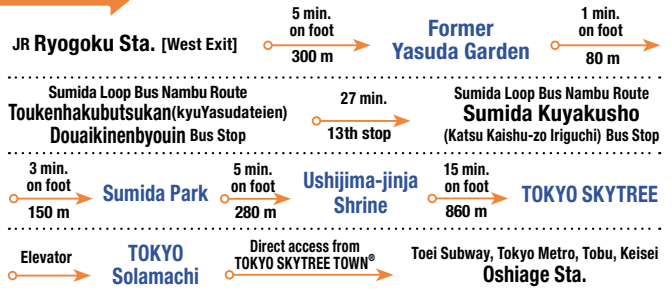 JR Ryogoku Sta. [West Exit]
5 min.
on foot
300 m
Former
Yasuda Garden
1 min.
on foot
80 m
Sumida Loop Bus Nambu Route
Toukenhakubutsukan(kyuYasudateien)
Douaikinenbyouin Bus Stop
27 min.
13th stop
Sumida Loop Bus Nambu Route
Sumida Kuyakusho
(Katsu Kaishu-zo Iriguchi) Bus Stop
3 min.
on foot
150 m
Sumida Park
5 min.
on foot
280 m
Ushijima-jinja
Shrine
15 min.
on foot
860 m
TOKYO SKYTREE
Elevator
TOKYO
Solamachi
Direct access from
TOKYO SKYTREE TOWN®
Toei Subway, Tokyo Metro, Tobu, Keisei
Oshiage Sta.